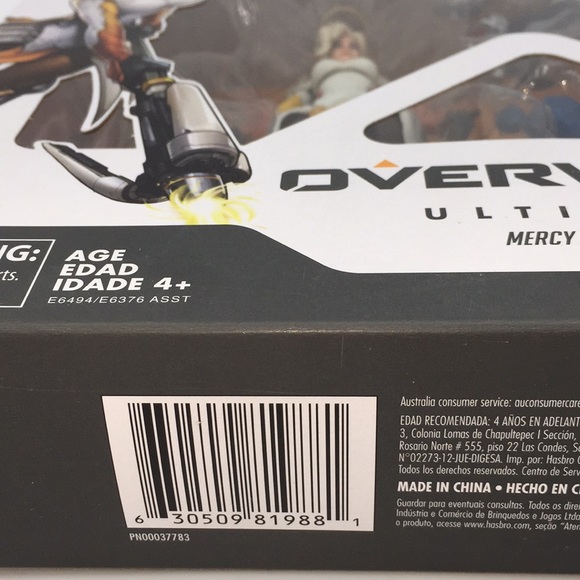 OVERW
ULTI
MERCY
NG:
rts.
AGE
EDAD
IDADE 4+
E6494/E6376 ASST
Australia consumer service: auconsumercare
EDAD RECOMENDADA: 4 AÑOS EN ADELANT
3, Colonia Lomas de Chapultepec I Sección,
Rosario Norte # 555, piso 22 Las Condes, Sa
N°02273-12-JUE-DIGESA. Imp. por: Hasbro
Todos los derechos reservados. Centro de Serv
MADE IN CHINA • HECHO EN C
Guardar para eventuais consultas. Todos os dire
Indústria e Comércio de Brinquedos e Jogos Ltda
o produto, acesse www.hasbro.com, seção "Aten
6 30509 81988 1
PN00037783